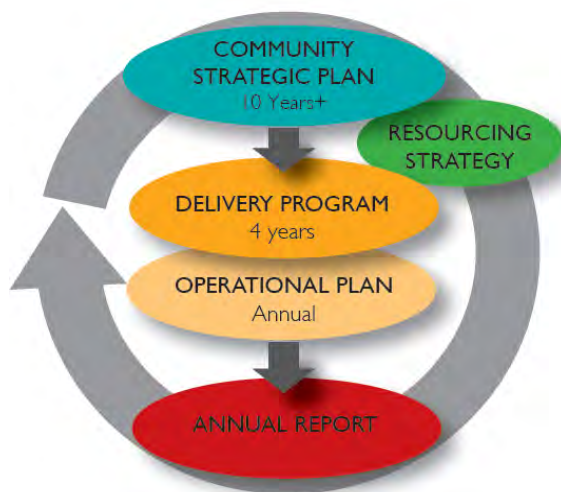 COMMUNITY
STRATEGIC PLAN
10 Years+
RESOURCING
STRATEGY
DELIVERY PROGRAM
4 years
OPERATIONAL PLAN
Annual
ANNUAL REPORT